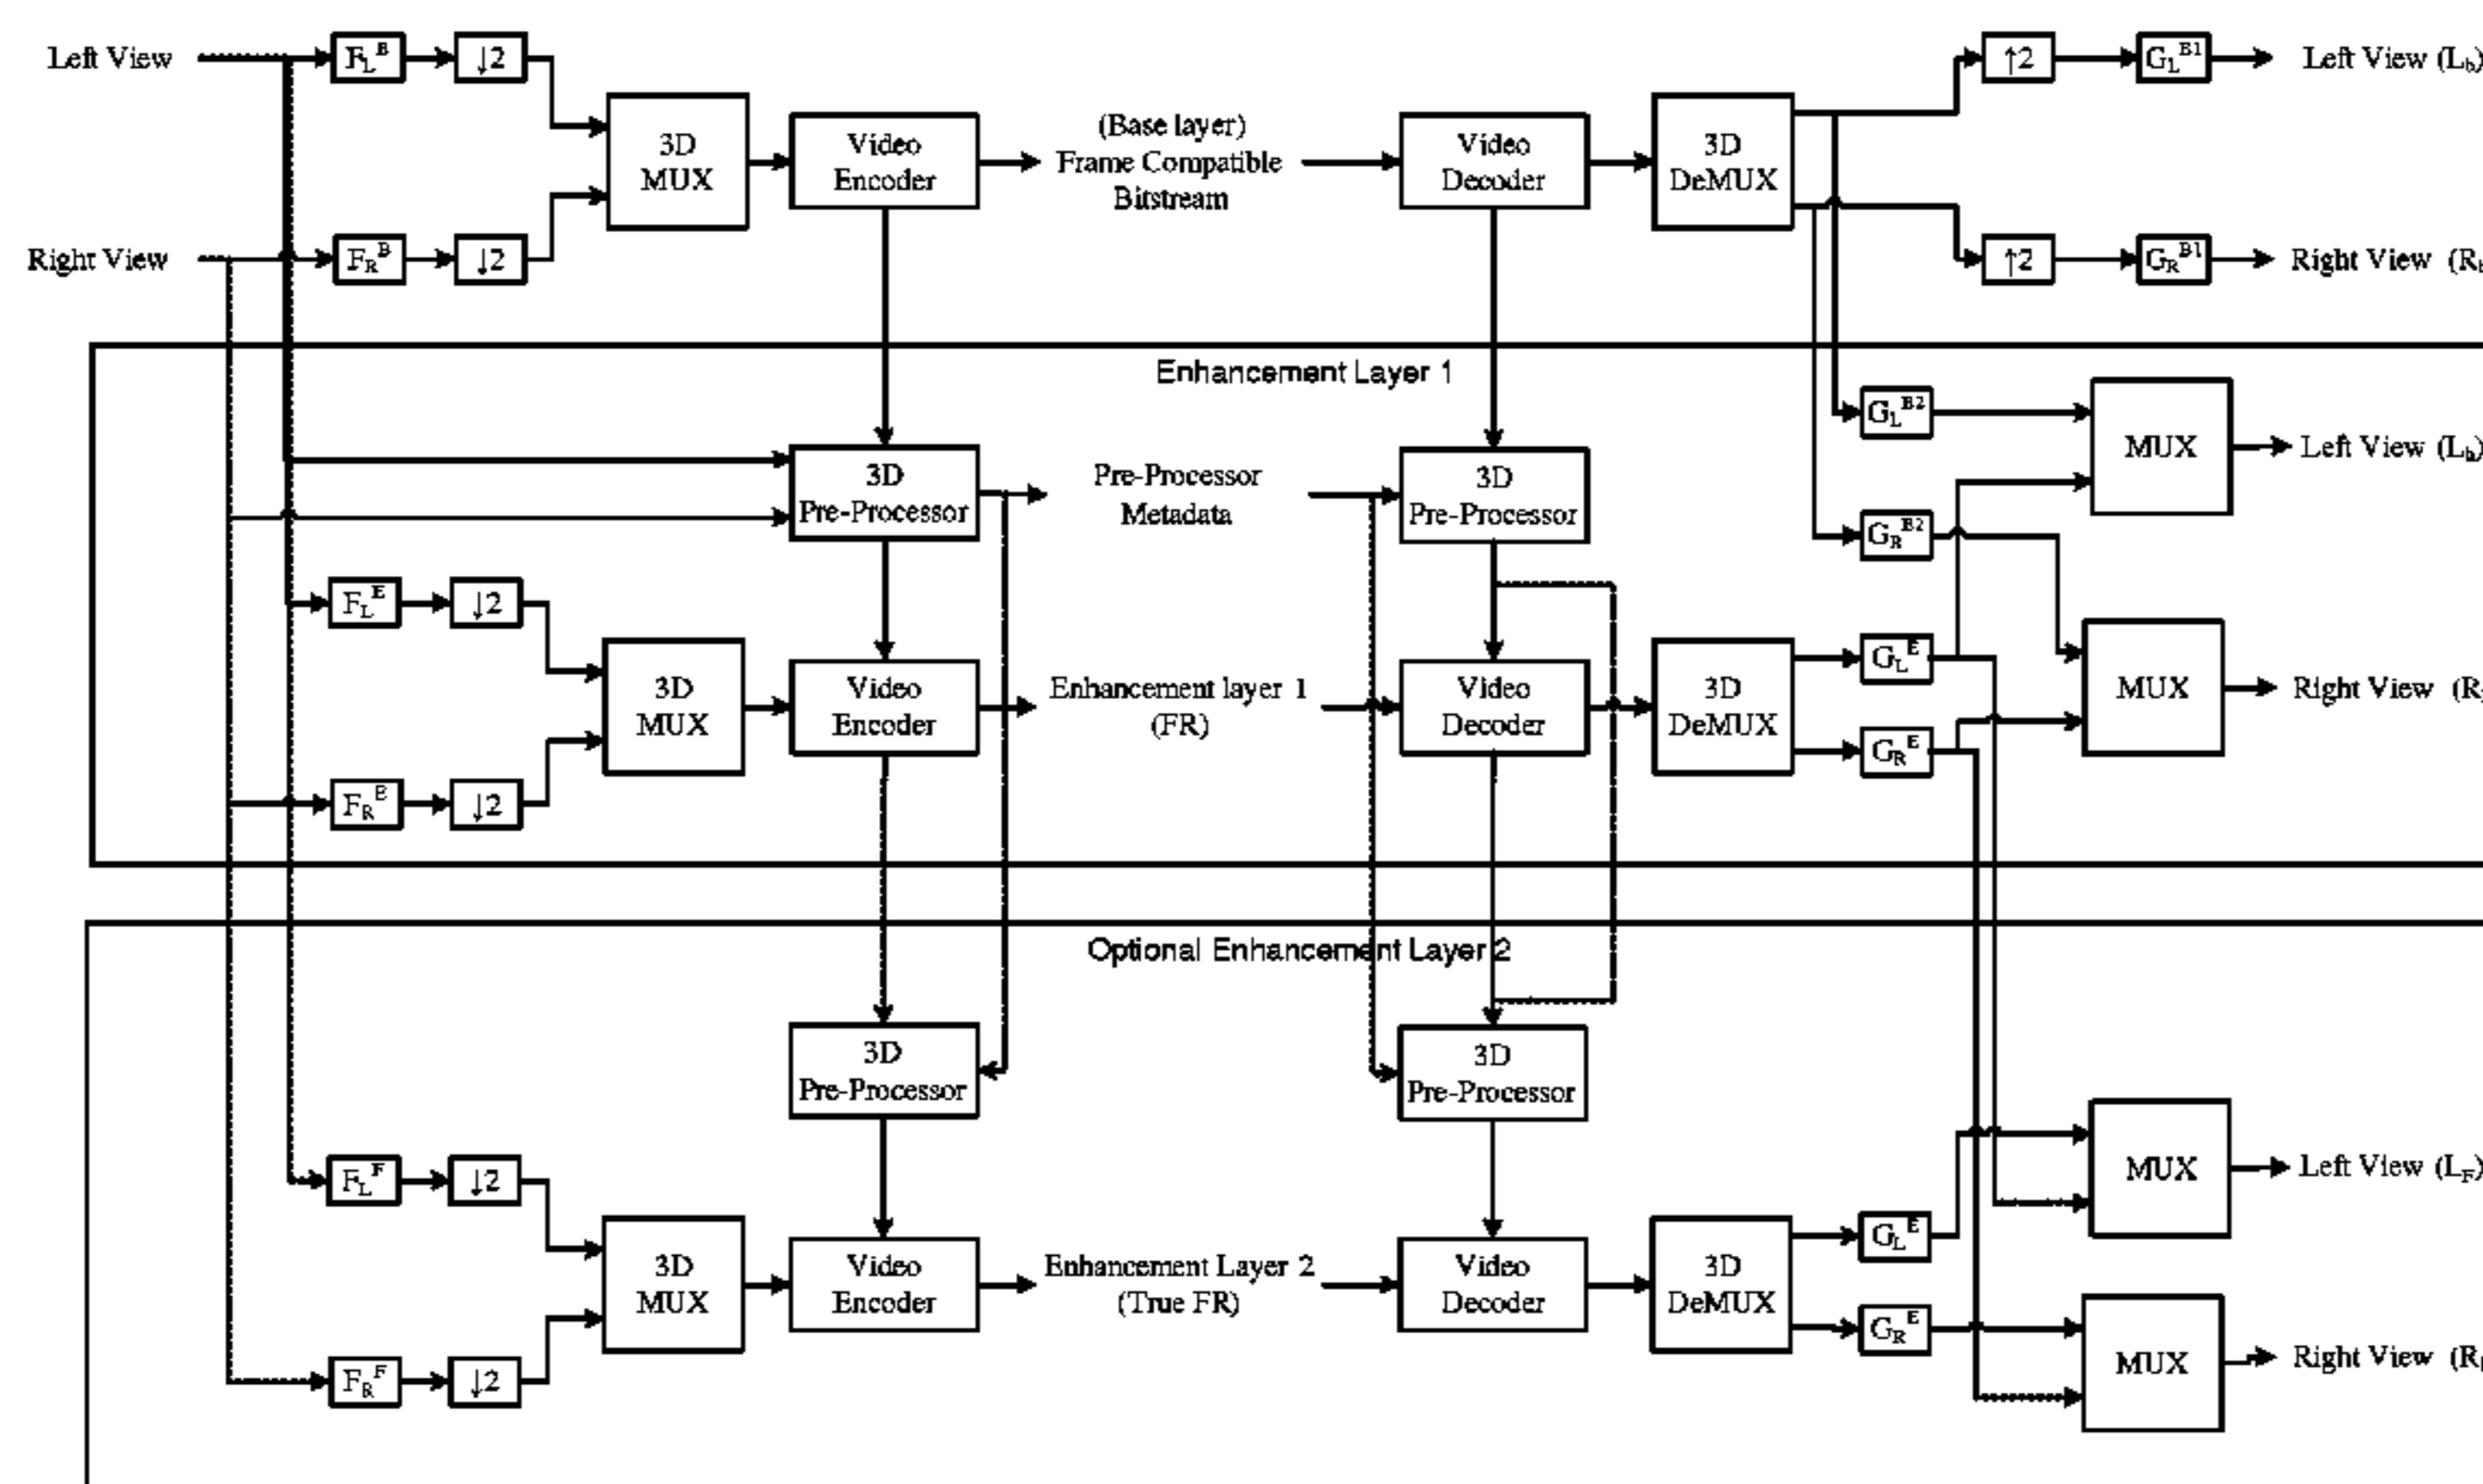 Left View
F_L^B
↓2
↑2
G_L^B1
Left View (L_b)
3D
MUX
Video
Encoder
(Base layer)
Frame Compatible
Bitstream
Video
Decoder
3D
DeMUX
Right View
F_R^B
↓2
↑2
G_R^B1
Right View (R
Enhancement Layer 1
G_L^B2
MUX
Left View (L_h)
3D
Pre-Processor
Pre-Processor
Metadata
3D
Pre-Processor
G_R^B2
F_L^E
↓2
3D
MUX
Video
Encoder
Enhancement layer 1
(FR)
Video
Decoder
3D
DeMUX
G_L^E
G_R^E
MUX
Right View (R
F_R^E
↓2
Optional Enhancement Layer 2
3D
Pre-Processor
3D
Pre-Processor
F_L^F
↓2
MUX
Left View (L_F)
3D
MUX
Video
Encoder
Enhancement Layer 2
(True FR)
Video
Decoder
3D
DeMUX
G_L^E
G_R^E
MUX
Right View (R
F_R^F
↓2